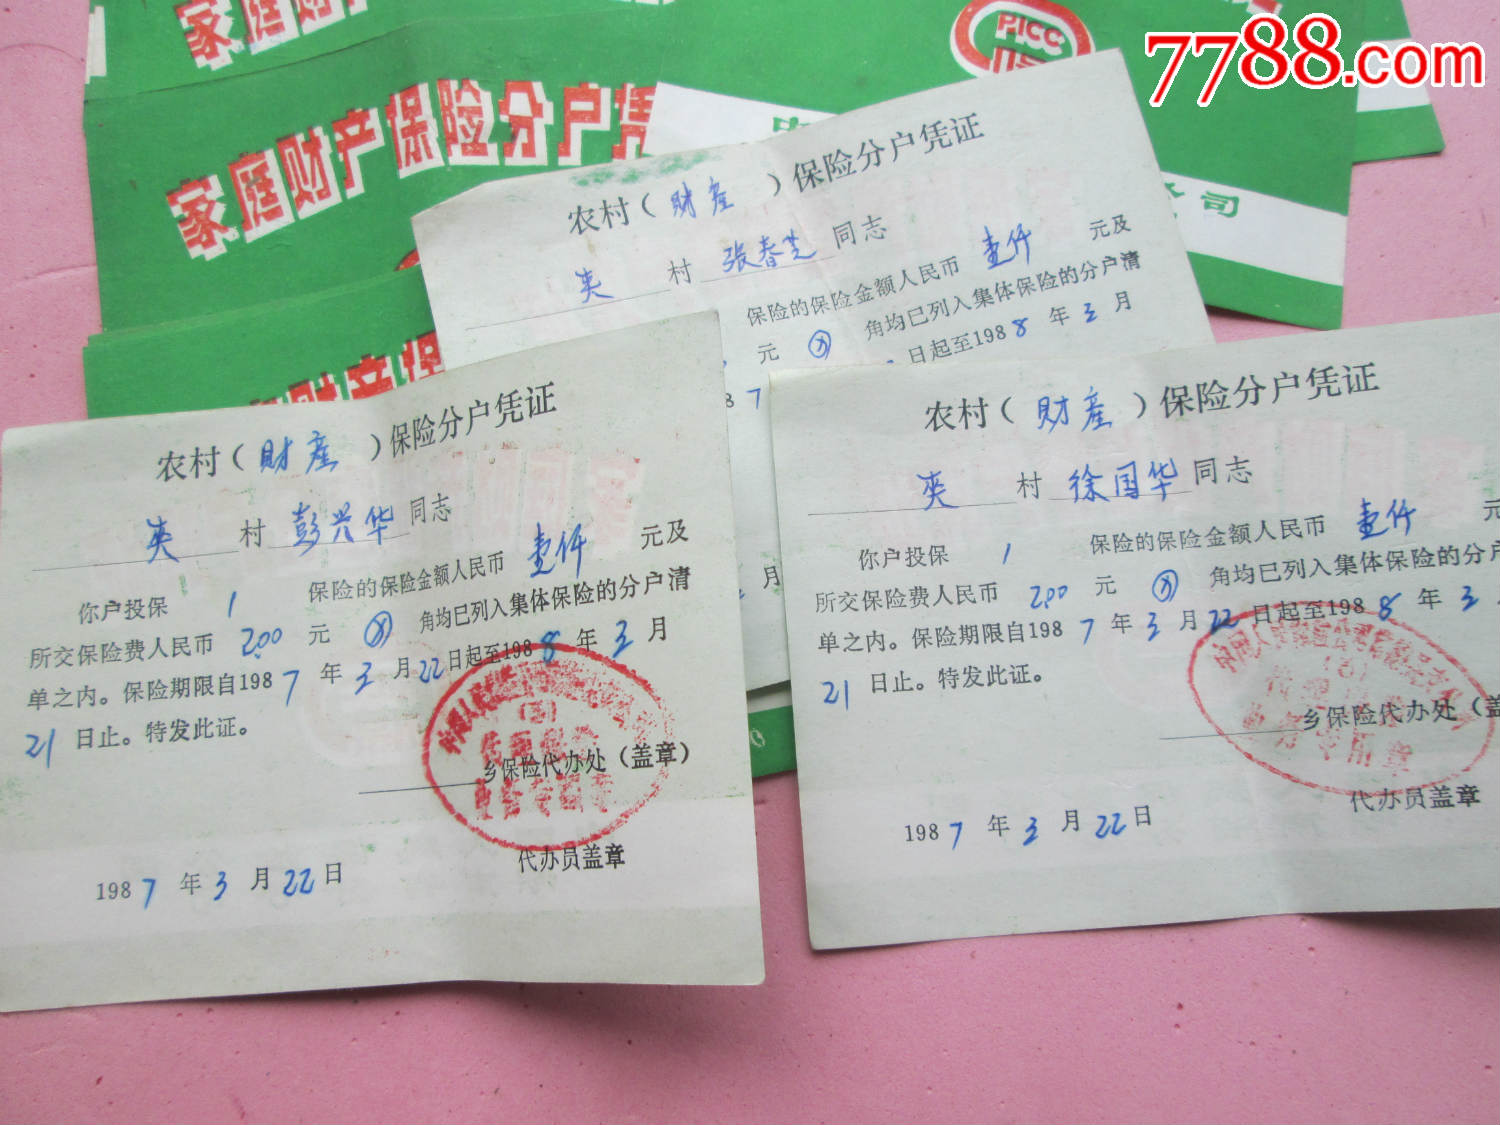 家庭
PICC
7788.com
家庭财产保险分户凭
公司
农村（财产）保险分户凭证
夹 村 张春芝 同志
保险的保险金额人民币 壹仟 元及
元 角均已列入集体保险的分户清
日起至1988年3月
农村（财产）保险分户凭证
夹 村 彭兴华 同志
你户投保 1 保险的保险金额人民币 壹仟 元及
所交保险费人民币 2.00 元 角均已列入集体保险的分户清
单之内。保险期限自1987年3月22日起至1988年3月
21日止。特发此证。
乡保险代办处（盖章）
代办员盖章
1987年3月22日
农村（财产）保险分户凭证
夹 村 徐国华 同志
你户投保 1 保险的保险金额人民币 壹仟 元
所交保险费人民币 2.00 元 角均已列入集体保险的分户
单之内。保险期限自1987年3月22日起至1988年3
21日止。特发此证。
乡保险代办处（盖
代办员盖章
1987年3月22日